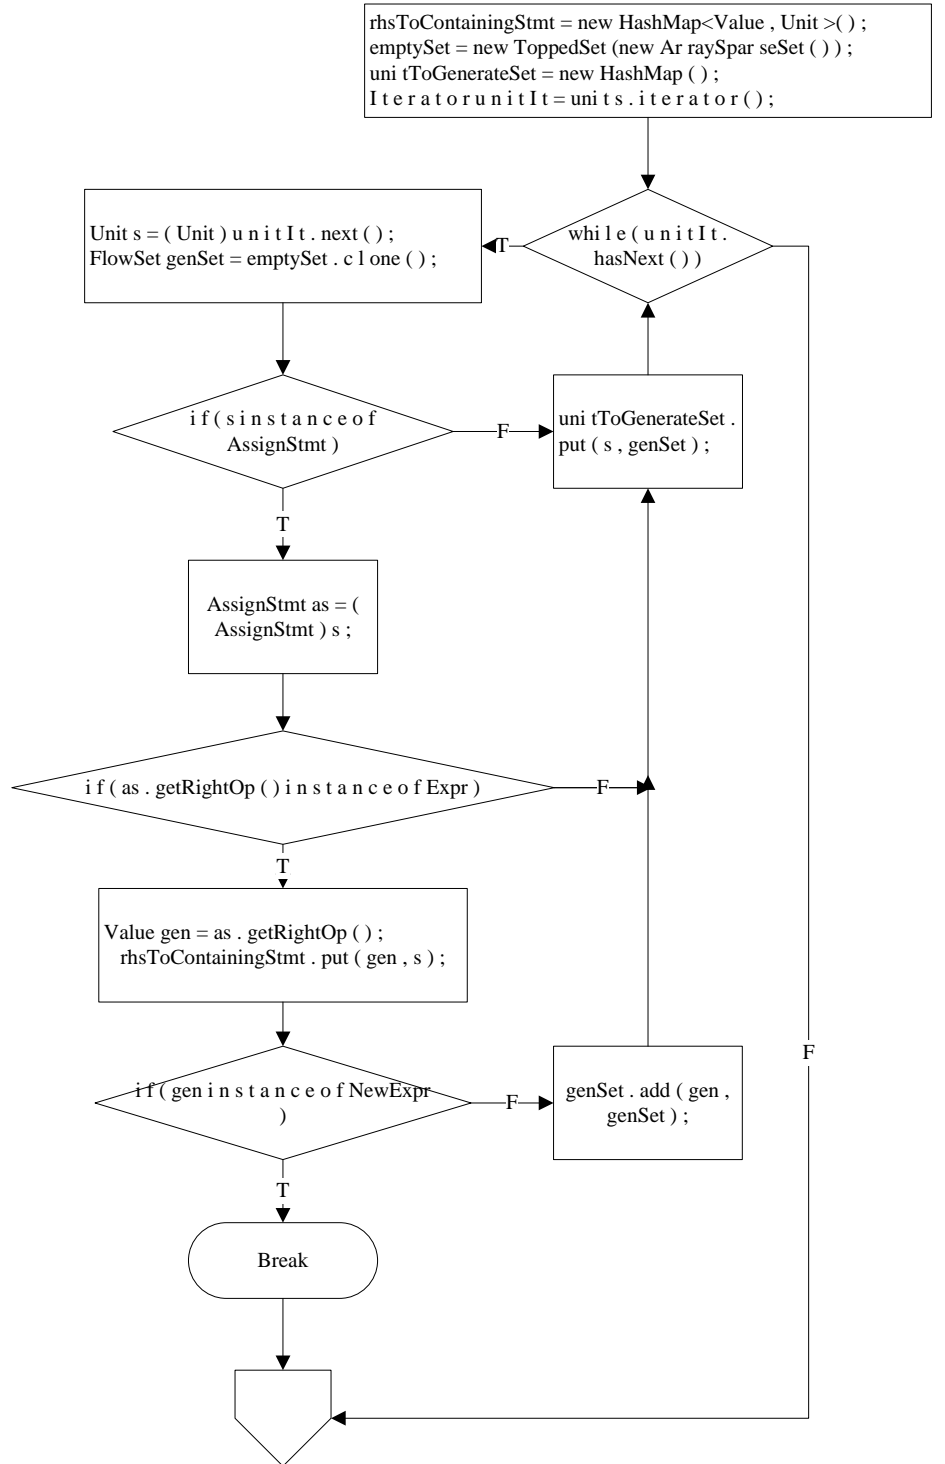 rhsToContainingStmt = new HashMap<Value , Unit >( ) ;
emptySet = new ToppedSet (new Ar raySpar seSet ( ) ) ;
uni tToGenerateSet = new HashMap ( ) ;
I t e r a t o r u n i t I t = un i t s . i t e r a t o r ( ) ;
Unit s = ( Unit ) u n i t I t . next ( ) ;
FlowSet genSet = emptySet . c l one ( ) ;
T
whi l e ( u n i t I t .
hasNext ( ) )
i f ( s i n s t a n c e o f
AssignStmt )
F
uni tToGenerateSet .
put ( s , genSet ) ;
T
AssignStmt as = (
AssignStmt ) s ;
i f ( as . getRightOp ( ) i n s t a n c e o f Expr )
F
T
Value gen = as . getRightOp ( ) ;
rhsToContainingStmt . put ( gen , s ) ;
F
i f ( gen i n s t a n c e o f NewExpr
)
F
genSet . add ( gen ,
genSet ) ;
T
Break